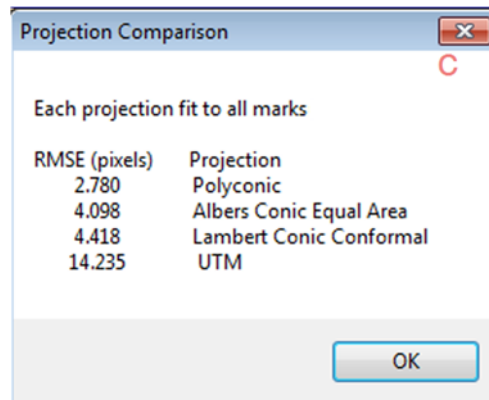 Projection Comparison
C
Each projection fit to all marks
RMSE (pixels) Projection
2.780 Polyconic
4.098 Albers Conic Equal Area
4.418 Lambert Conic Conformal
14.235 UTM
OK